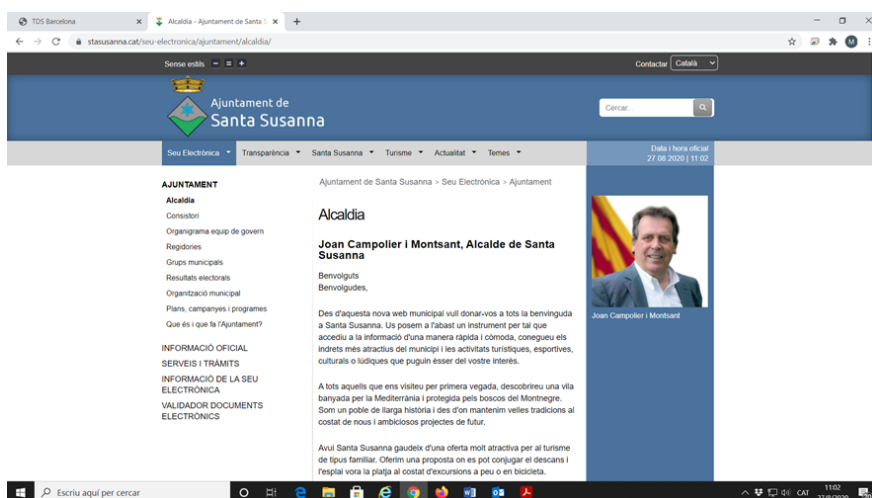 TDS Barcelona
Alcaldia - Ajuntament de Santa S
stasusanna.cat/seu-electronica/ajuntament/alcaldia/
Sense estils - = +
Contactar Català
Ajuntament de
Santa Susanna
Cercar...
Seu Electrònica Transparència Santa Susanna Turisme Actualitat Temes
Data i hora oficial
27.08.2020 | 11:02
AJUNTAMENT
Alcaldia
Consistori
Organigrama equip de govern
Regidories
Grups municipals
Resultats electorals
Organització municipal
Plans, campanyes i programes
Que és i que fa l'Ajuntament?
INFORMACIÓ OFICIAL
SERVEIS I TRÀMITS
INFORMACIÓ DE LA SEU
ELECTRÒNICA
VALIDADOR DOCUMENTS
ELECTRÒNICS
Ajuntament de Santa Susanna > Seu Electrònica > Ajuntament
Alcaldia
Joan Campolier i Montsant, Alcalde de Santa
Susanna
Benvolguts
Benvolgudes,
Des d'aquesta nova web municipal vull donar-vos a tots la benvinguda
a Santa Susanna. Us posem a l'abast un instrument per tal que
accediu a la informació d'una manera ràpida i còmoda, conegueu els
indrets més atractius del municipi i les activitats turístiques, esportives,
culturals o lúdiques que puguin ésser del vostre interès.
A tots aquells que ens visiteu per primera vegada, descobrireu una vila
banyada per la Mediterrània i protegida pels boscos del Montnegre.
Som un poble de llarga història i des d'on mantenim velles tradicions al
costat de nous i ambiciosos projectes de futur.
Avui Santa Susanna gaudeix d'una oferta molt atractiva per al turisme
de tipus familiar. Oferim una proposta on es pot conjugar el descans i
l'esplai vora la platja al costat d'excursions a peu o en bicicleta.
Joan Campolier i Montsant
Escriu aquí per cercar
CAT
11:02
27/8/2020